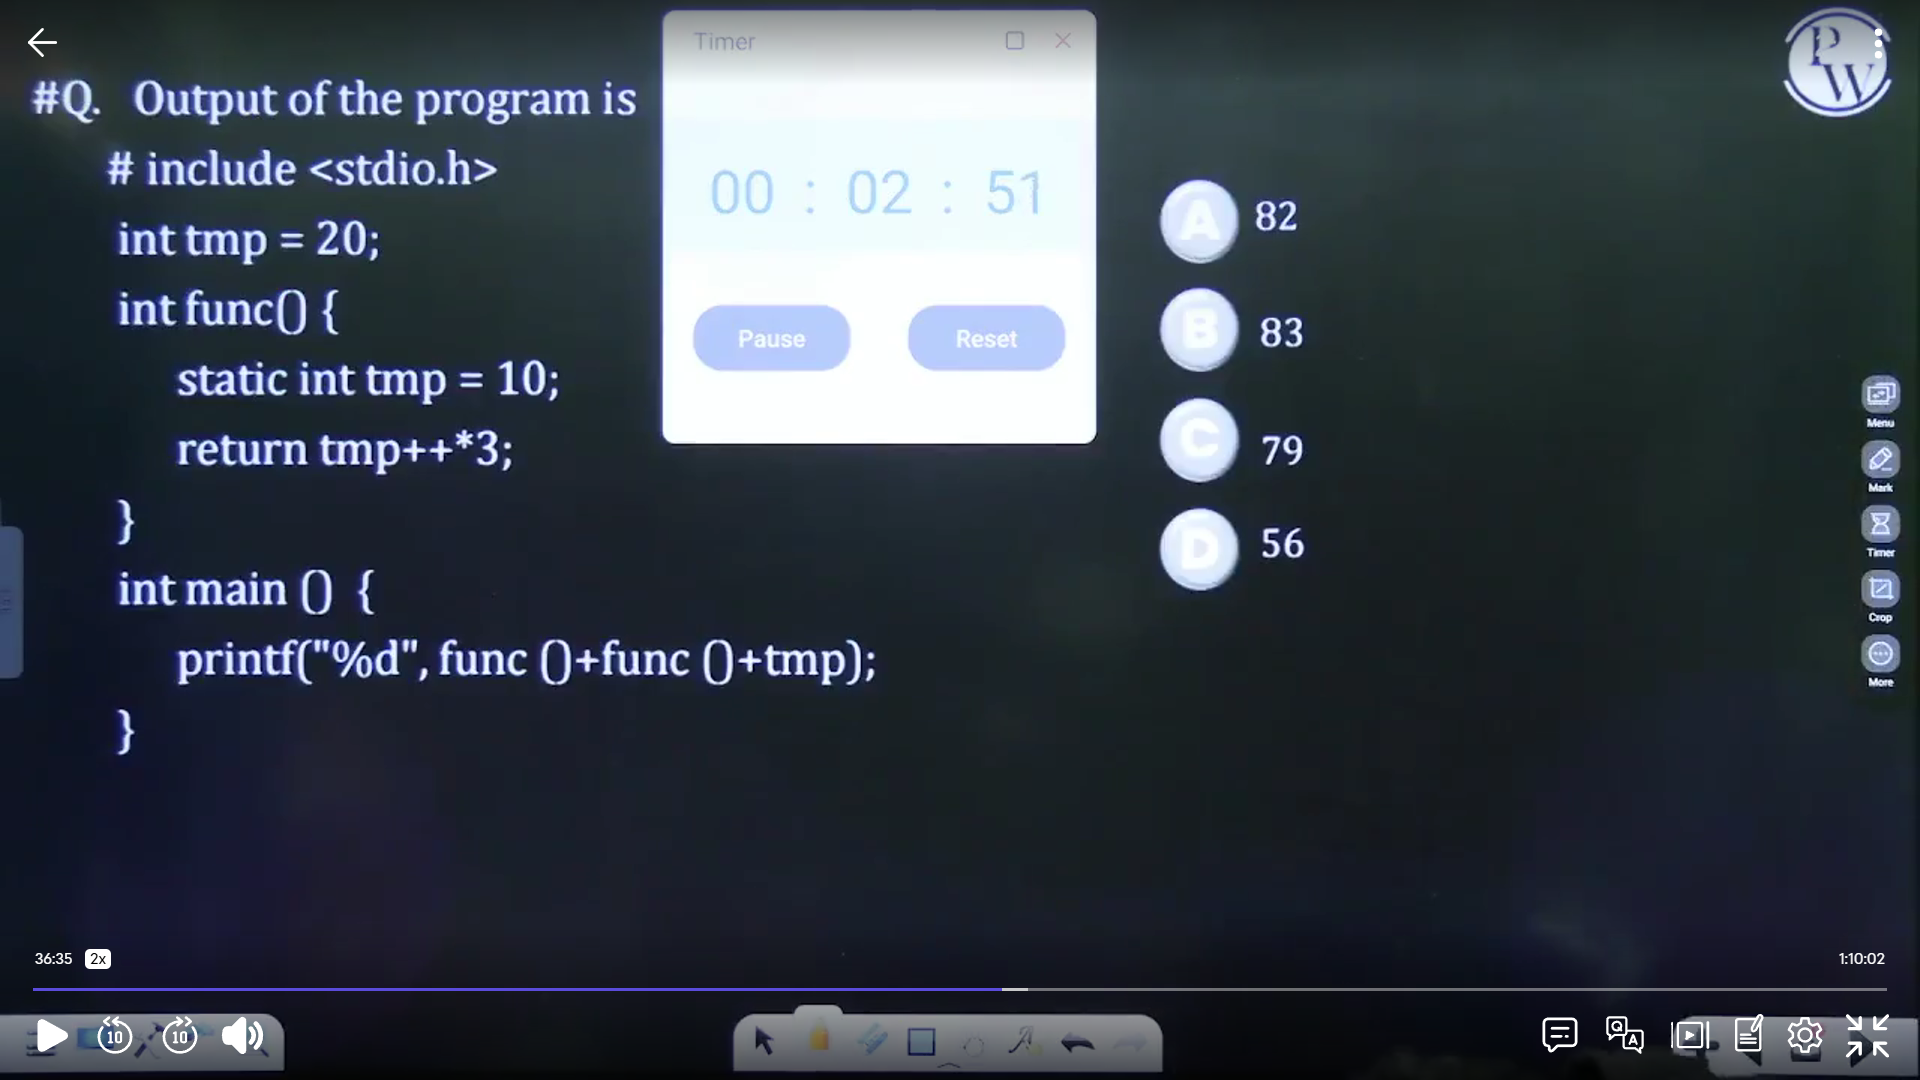 Timer
#Q. Output of the program is
# include <stdio.h>
int tmp = 20;
int func() {
static int tmp = 10;
return tmp++*3;
}
int main () {
printf("%d", func ()+func ()+tmp);
}
00 : 02 : 51
Pause
Reset
A 82
B 83
C 79
D 56
PW
Menu
Mark
Timer
Crop
More
36:35
2x
1:10:02
10
10
Q
A